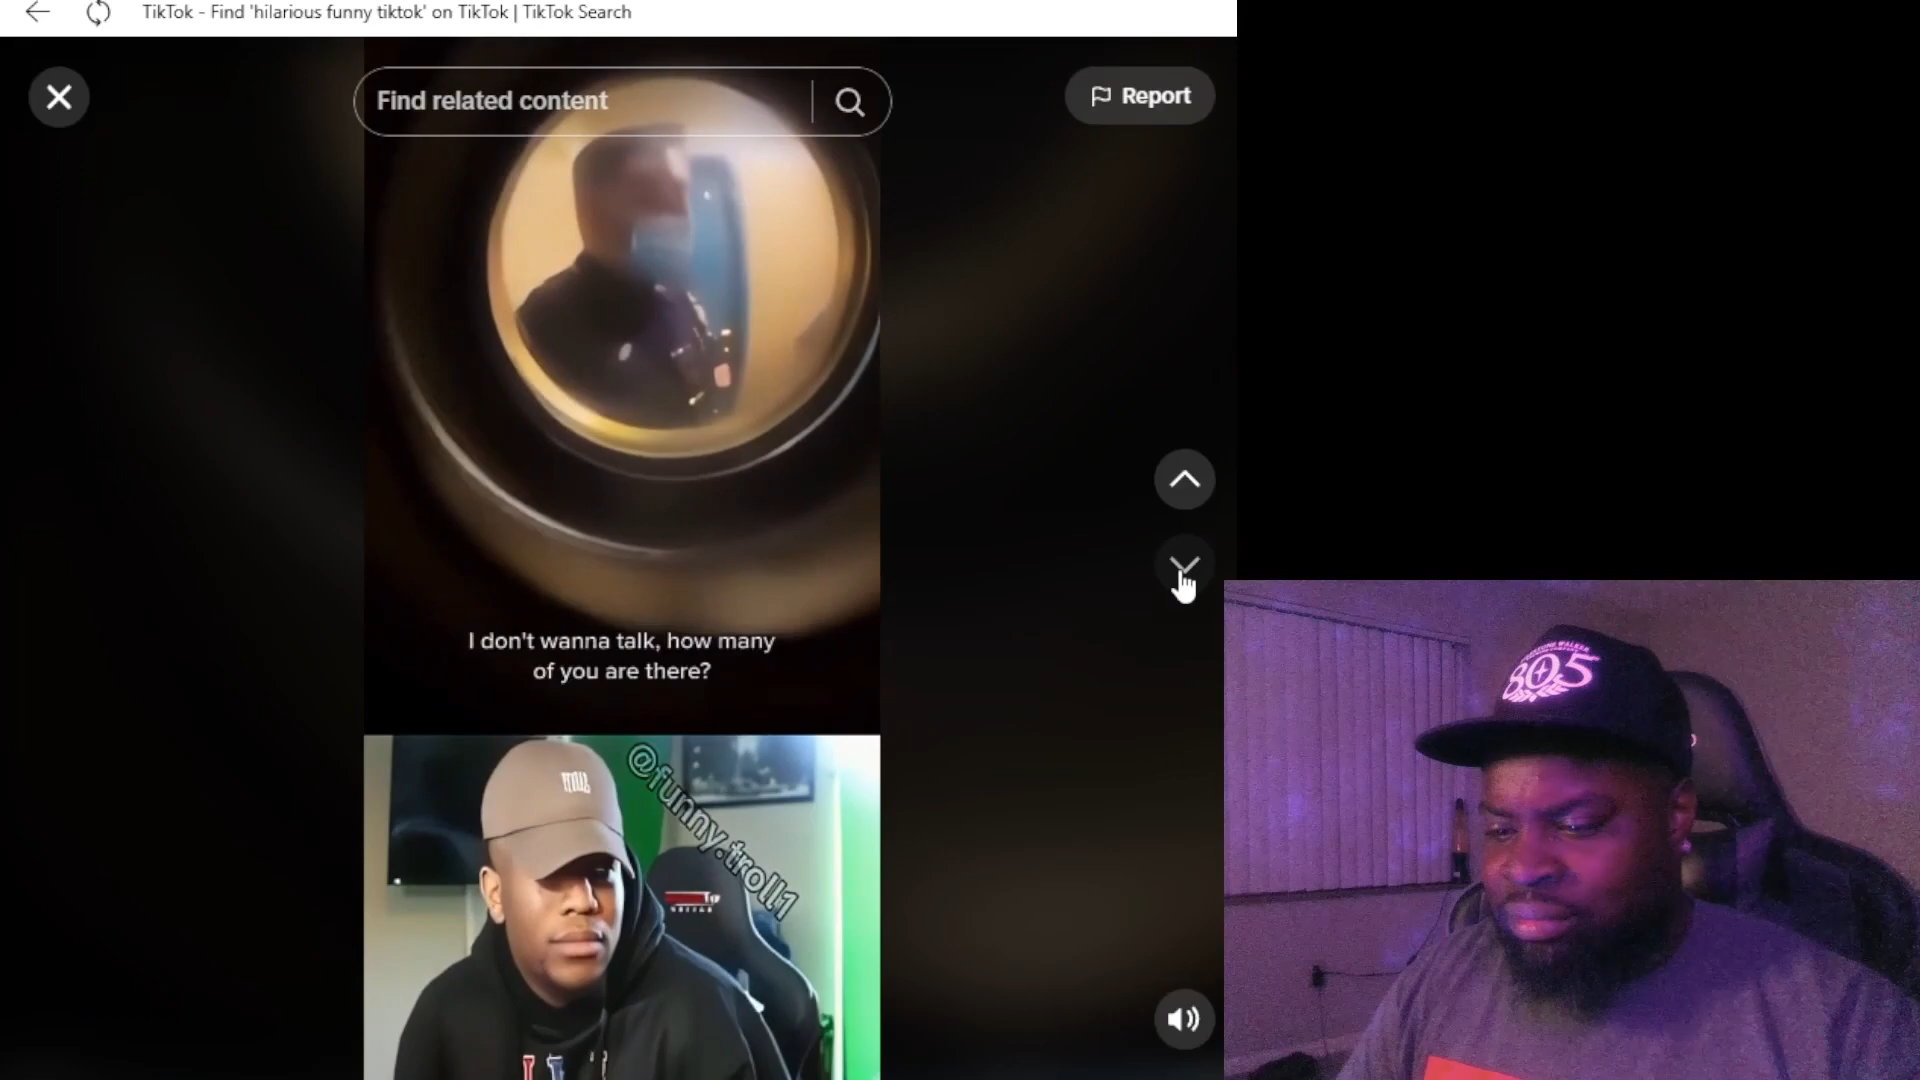 TikTok - Find 'hilarious funny tiktok' on TikTok | TikTok Search
Find related content
Report
I don't wanna talk, how many
of you are there?
@funny.troll1
805